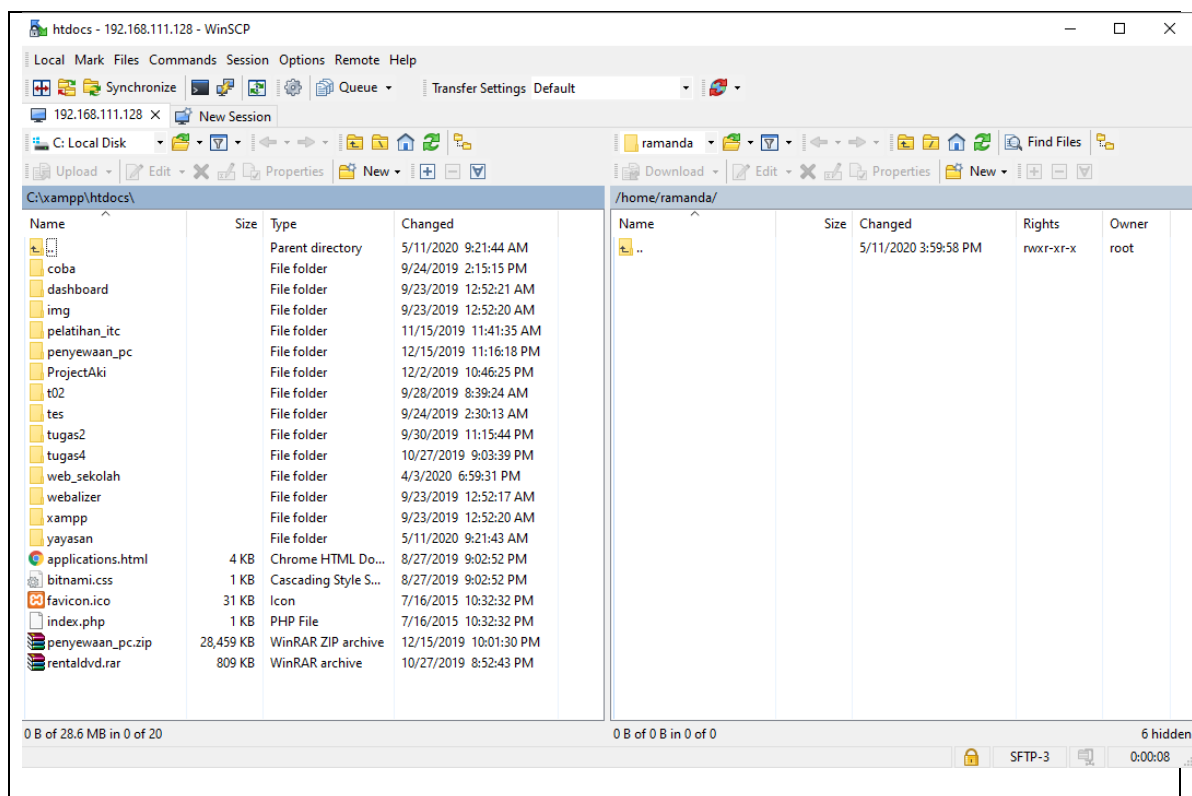 htdocs - 192.168.111.128 - WinSCP
Local Mark Files Commands Session Options Remote Help
Synchronize Queue Transfer Settings Default
192.168.111.128 New Session
C: Local Disk
Upload Edit Properties New
C:\xampp\htdocs\
Name Size Type Changed
.. Parent directory 5/11/2020 9:21:44 AM
coba File folder 9/24/2019 2:15:15 PM
dashboard File folder 9/23/2019 12:52:21 AM
img File folder 9/23/2019 12:52:20 AM
pelatihan_itc File folder 11/15/2019 11:41:35 AM
penyewaan_pc File folder 12/15/2019 11:16:18 PM
ProjectAki File folder 12/2/2019 10:46:25 PM
t02 File folder 9/28/2019 8:39:24 AM
tes File folder 9/24/2019 2:30:13 AM
tugas2 File folder 9/30/2019 11:15:44 PM
tugas4 File folder 10/27/2019 9:03:39 PM
web_sekolah File folder 4/3/2020 6:59:31 PM
webalizer File folder 9/23/2019 12:52:17 AM
xampp File folder 9/23/2019 12:52:20 AM
yayasan File folder 5/11/2020 9:21:43 AM
applications.html 4 KB Chrome HTML Do... 8/27/2019 9:02:52 PM
bitnami.css 1 KB Cascading Style S... 8/27/2019 9:02:52 PM
favicon.ico 31 KB Icon 7/16/2015 10:32:32 PM
index.php 1 KB PHP File 7/16/2015 10:32:32 PM
penyewaan_pc.zip 28,459 KB WinRAR ZIP archive 12/15/2019 10:01:30 PM
rentaldvd.rar 809 KB WinRAR archive 10/27/2019 8:52:43 PM
0 B of 28.6 MB in 0 of 20
ramanda Find Files
Download Edit Properties New
/home/ramanda/
Name Size Changed Rights Owner
.. 5/11/2020 3:59:58 PM rwxr-xr-x root
0 B of 0 B in 0 of 0 6 hidden
SFTP-3 0:00:08